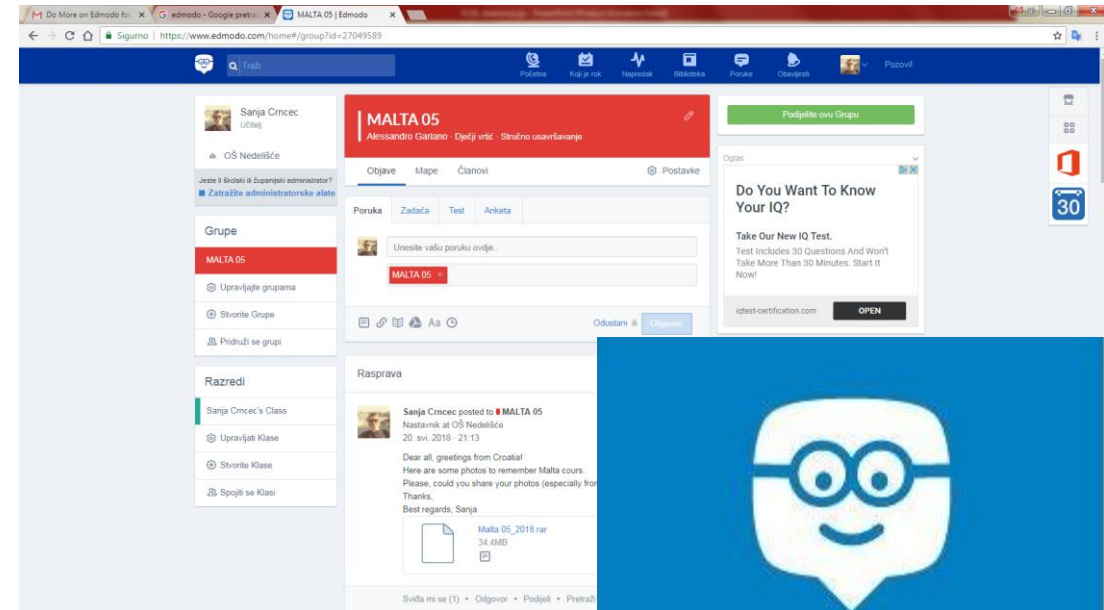 Do More on Edmodo for
edmodo - Google pretra
MALTA 05 | Edmodo
Sigurno | https://www.edmodo.com/home#/group?id=27049589
Traži
Početna
Koji je rok
Napredak
Biblioteka
Poruke
Obavijesti
Pozovi!
Sanja Crncec
Učitelj
OŠ Nedelišće
Jeste li školski ili županijski administrator?
Zatražite administratorske alate
Grupe
MALTA 05
Upravljajte grupama
Stvorite Grupe
Pridruži se grupi
Razredi
Sanja Crncec's Class
Upravljati Klase
Stvorite Klase
Spojiti se Klasi
MALTA 05
Alessandro Gariano · Dječji vrtić · Stručno usavršavanje
Objave Mape Članovi Postavke
Poruka Zadaća Test Anketa
Unesite vašu poruku ovdje..
MALTA 05 ×
Aa
Odustani ili Objavite
Rasprava
Sanja Crncec posted to MALTA 05
Nastavnik at OŠ Nedelišće
20. svi. 2018 · 21:13
Dear all, greetings from Croatia!
Here are some photos to remember Malta cours.
Please, could you share your photos (especially fror
Thanks,
Best regards, Sanja
Malta 05_2018.rar
34.4MB
Sviđa mi se (1) • Odgovor • Podijeli • Pretraži
Podijelite ovu Grupu
Oglas
Do You Want To Know
Your IQ?
Take Our New IQ Test.
Test Includes 30 Questions And Won't
Take More Than 30 Minutes. Start It
Now!
iqtest-certification.com
OPEN
30